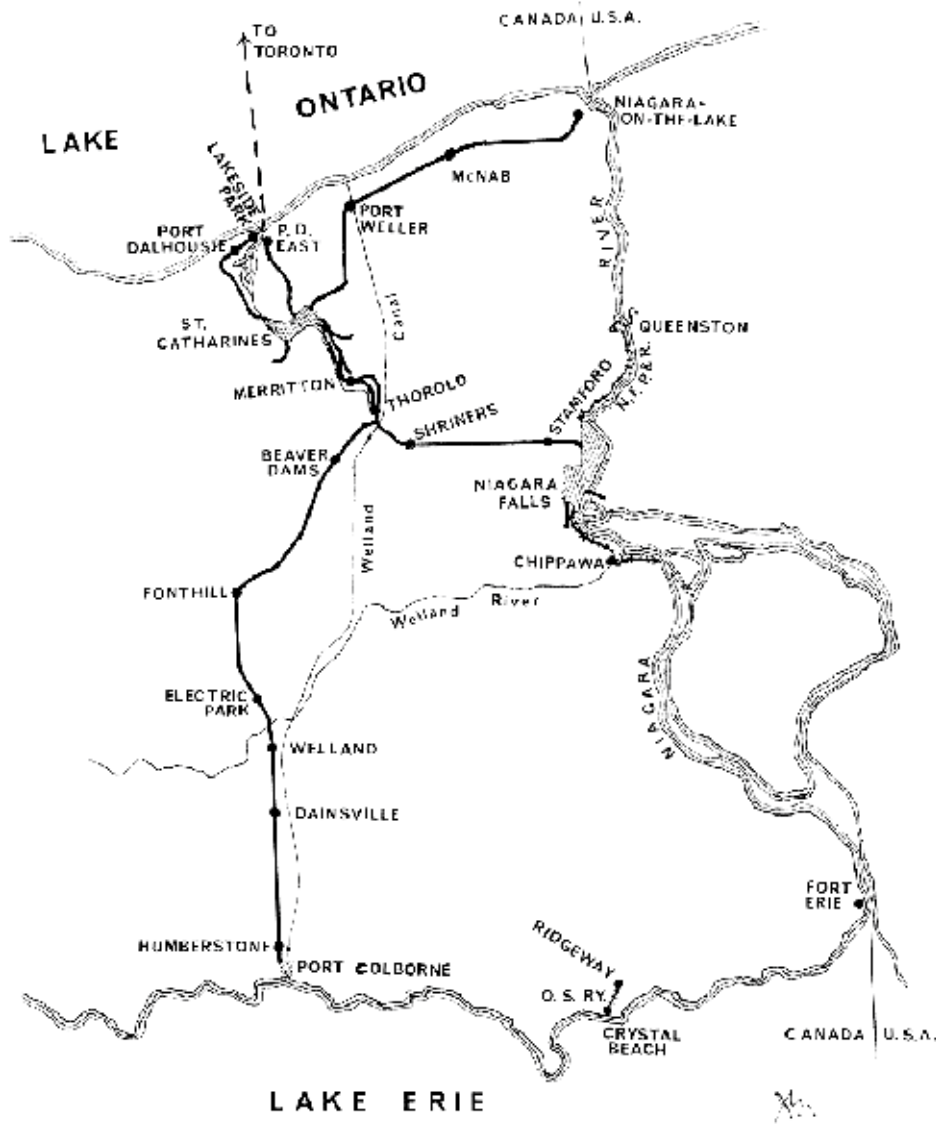 TO
TORONTO
CANADA U.S.A.
LAKE ONTARIO
NIAGARA-
ON-THE-LAKE
McNAB
LAKESIDE
PARK
PORT
DALHOUSIE
P.D.
EAST
PORT
WELLER
RIVER
Canal
ST.
CATHARINES
QUEENSTON
N.F.P.&R.
MERRITTON
THOROLD
STAMFORD
SHRINERS
BEAVER
DAMS
NIAGARA
FALLS
Welland
CHIPPAWA
FONTHILL
Welland River
NIAGARA
ELECTRIC
PARK
WELLAND
DAINSVILLE
FORT
ERIE
HUMBERSTONE
PORT COLBORNE
RIDGEWAY
O. S. RY.
CRYSTAL
BEACH
CANADA U.S.A.
LAKE ERIE